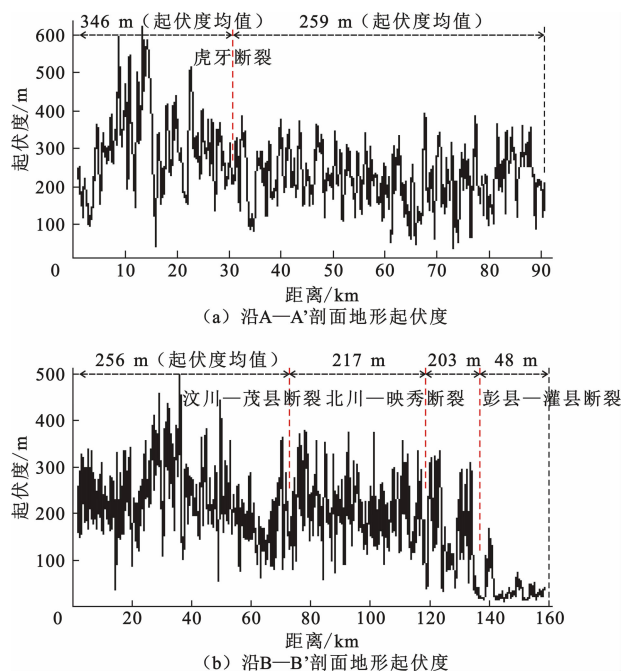 346 m（起伏度均值） 259 m（起伏度均值）
600
虎牙断裂
500
400
300
200
100
0
起伏度/m
10 20 30 40 50 60 70 80 90
距离/km
（a）沿A—A'剖面地形起伏度
256 m（起伏度均值） 217 m 203 m 48 m
500
汶川—茂县断裂 北川—映秀断裂 彭县—灌县断裂
400
300
200
100
0
起伏度/m
20 40 60 80 100 120 140 160
距离/km
（b）沿B—B'剖面地形起伏度